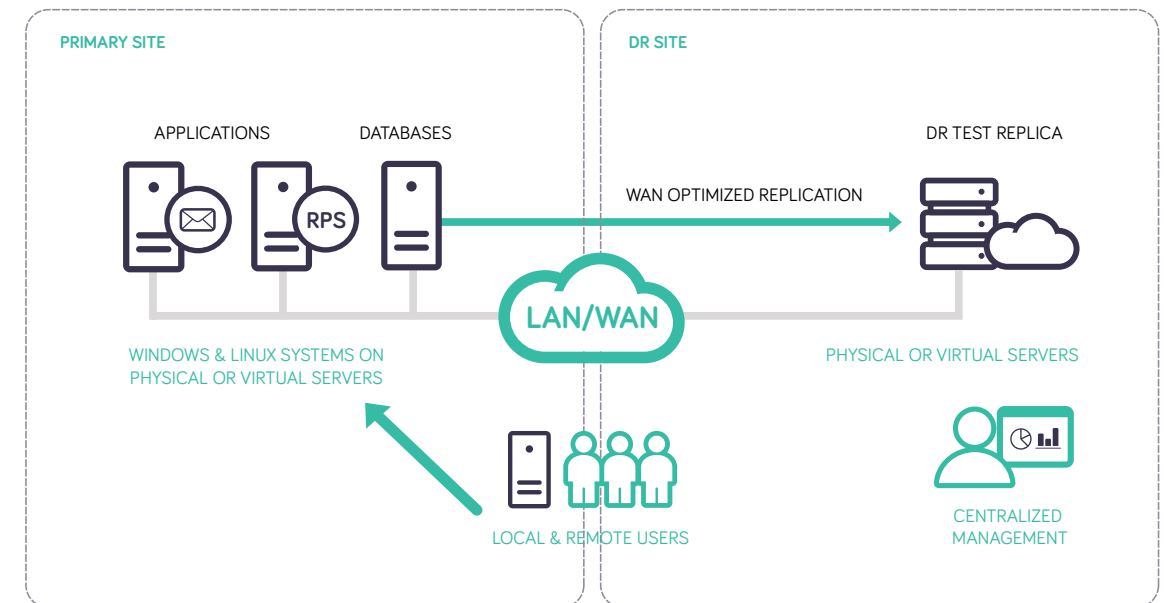 PRIMARY SITE
DR SITE
APPLICATIONS
DATABASES
DR TEST REPLICA
WAN OPTIMIZED REPLICATION
RPS
LAN/WAN
WINDOWS & LINUX SYSTEMS ON
PHYSICAL OR VIRTUAL SERVERS
PHYSICAL OR VIRTUAL SERVERS
LOCAL & REMOTE USERS
CENTRALIZED
MANAGEMENT